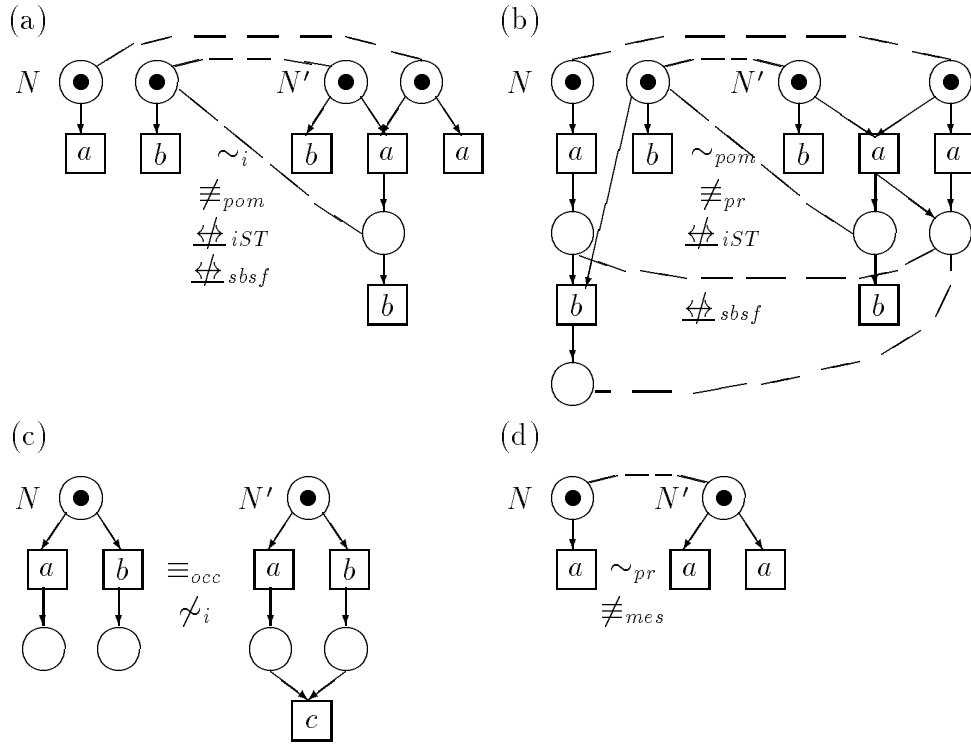 (a) (b)
N N′ N N′
a b b a a a b b a a
∼i ∼pom
≢pom ≢pr
↮iST ↮iST
↮sbsf b b b ↮sbsf
(c) (d)
N N′ N N′
a b ≡occ a b a ∼pr a a
≁i ≢mes
c